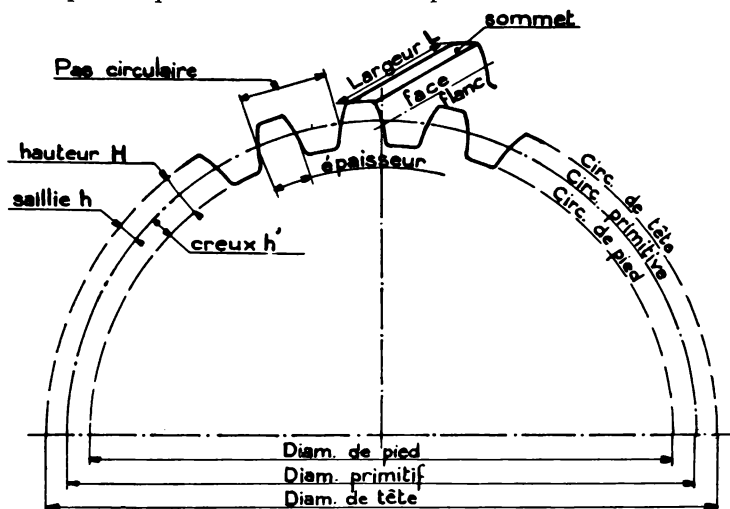 sommet
Largeur L
Pas circulaire
face
flanc
hauteur H
épaisseur
saillie h
creux h'
Circ. de tête
Circ. primitive
Circ. de pied
Diam. de pied
Diam. primitif
Diam. de tête